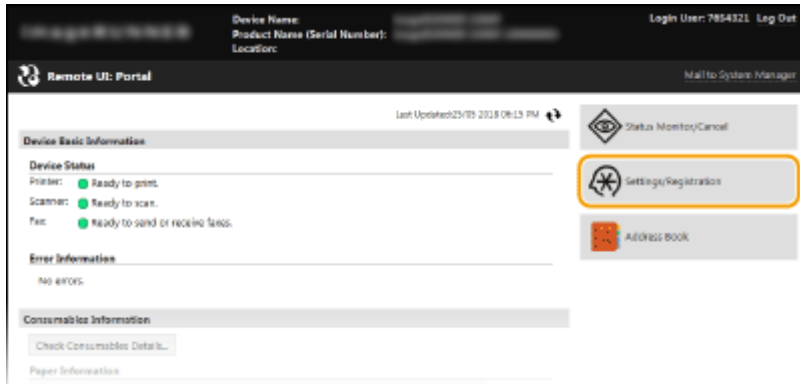 imageRUNNER
Device Name:
Product Name (Serial Number):
Location:
Login User: 7654321 Log Out
Remote UI: Portal
Mail to System Manager
Last Updated:25/05 2018 06:15 PM
Device Basic Information
Device Status
Printer: Ready to print.
Scanner: Ready to scan.
Fax: Ready to send or receive faxes.
Error Information
No errors.
Consumables Information
Check Consumables Details...
Paper Information
Status Monitor/Cancel
Settings/Registration
Address Book